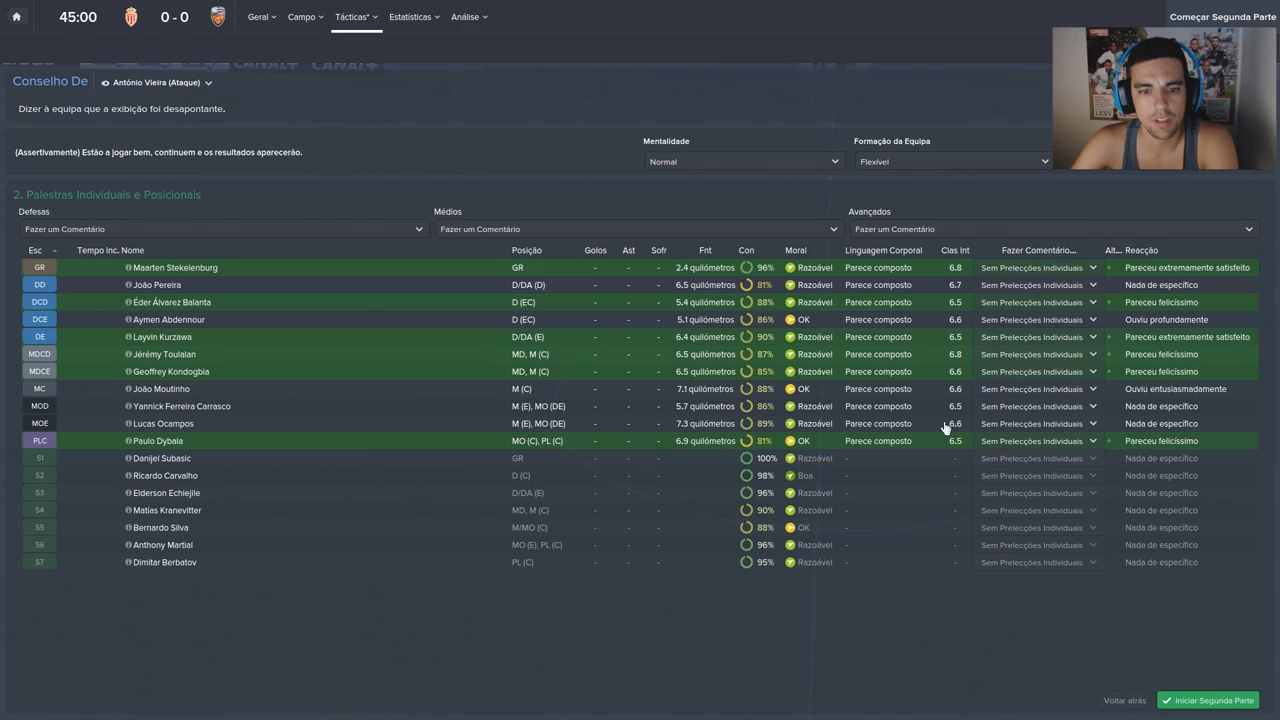 45:00 0 - 0 Geral Campo Tácticas* Estatísticas Análise Começar Segunda Parte
Conselho De António Vieira (Ataque)
Dizer à equipa que a exibição foi desapontante.
Mentalidade Formação da Equipa
(Assertivamente) Estão a jogar bem, continuem e os resultados aparecerão. Normal Flexível
2. Palestras Individuais e Posicionais
Defesas Médios Avançados
Fazer um Comentário Fazer um Comentário Fazer um Comentário
Esc Tempo Inc. Nome Posição Golos Ast Sofr Fnt Con Moral Linguagem Corporal Clas Int Fazer Comentário... Alt... Reacção
GR Maarten Stekelenburg GR - - - 2.4 quilómetros 96% Razoável Parece composto 6.8 Sem Prelecções Individuais Pareceu extremamente satisfeito
DD João Pereira D/DA (D) - - - 6.5 quilómetros 81% Razoável Parece composto 6.7 Sem Prelecções Individuais Nada de específico
DCD Éder Álvarez Balanta D (EC) - - - 5.4 quilómetros 88% Razoável Parece composto 6.5 Sem Prelecções Individuais Pareceu felicíssimo
DCE Aymen Abdennour D (EC) - - - 5.1 quilómetros 86% OK Parece composto 6.6 Sem Prelecções Individuais Ouviu profundamente
DE Layvin Kurzawa D/DA (E) - - - 6.4 quilómetros 90% Razoável Parece composto 6.5 Sem Prelecções Individuais Pareceu extremamente satisfeito
MDCD Jérémy Toulalan MD, M (C) - - - 6.5 quilómetros 87% Razoável Parece composto 6.8 Sem Prelecções Individuais Pareceu felicíssimo
MDCE Geoffrey Kondogbia MD, M (C) - - - 6.5 quilómetros 85% Razoável Parece composto 6.6 Sem Prelecções Individuais Pareceu felicíssimo
MC João Moutinho M (C) - - - 7.1 quilómetros 88% OK Parece composto 6.6 Sem Prelecções Individuais Ouviu entusiasmadamente
MOD Yannick Ferreira Carrasco M (E), MO (DE) - - - 5.7 quilómetros 86% Razoável Parece composto 6.5 Sem Prelecções Individuais Nada de específico
MOE Lucas Ocampos M (E), MO (DE) - - - 7.3 quilómetros 89% Razoável Parece composto 6.6 Sem Prelecções Individuais Nada de específico
PLC Paulo Dybala MO (C), PL (C) - - - 6.9 quilómetros 81% OK Parece composto 6.5 Sem Prelecções Individuais Pareceu felicíssimo
S1 Danijel Subasic GR - - - 100% Razoável - - Sem Prelecções Individuais Nada de específico
S2 Ricardo Carvalho D (C) - - - 98% Boa - - Sem Prelecções Individuais Nada de específico
S3 Elderson Echiejile D/DA (E) - - - 96% Razoável - - Sem Prelecções Individuais Nada de específico
S4 Matías Kranevitter MD, M (C) - - - 90% Razoável - - Sem Prelecções Individuais Nada de específico
S5 Bernardo Silva M/MO (C) - - - 88% OK - - Sem Prelecções Individuais Nada de específico
S6 Anthony Martial MO (E), PL (C) - - - 96% Razoável - - Sem Prelecções Individuais Nada de específico
S7 Dimitar Berbatov PL (C) - - - 95% Razoável - - Sem Prelecções Individuais Nada de específico
Voltar atrás Iniciar Segunda Parte